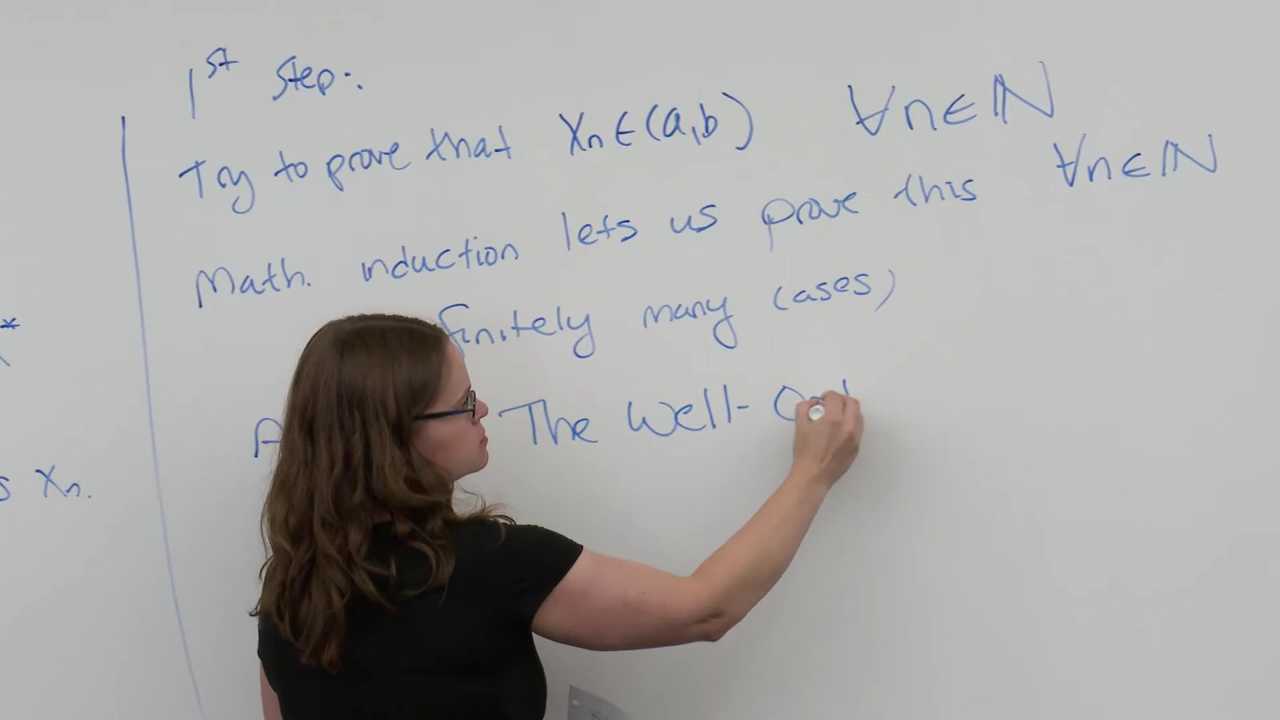 1st Step:
Try to prove that Xn ∈ (a,b) ∀n∈ℕ
Math. induction lets us prove this ∀n∈ℕ
finitely many cases)
The Well-
s Xn.